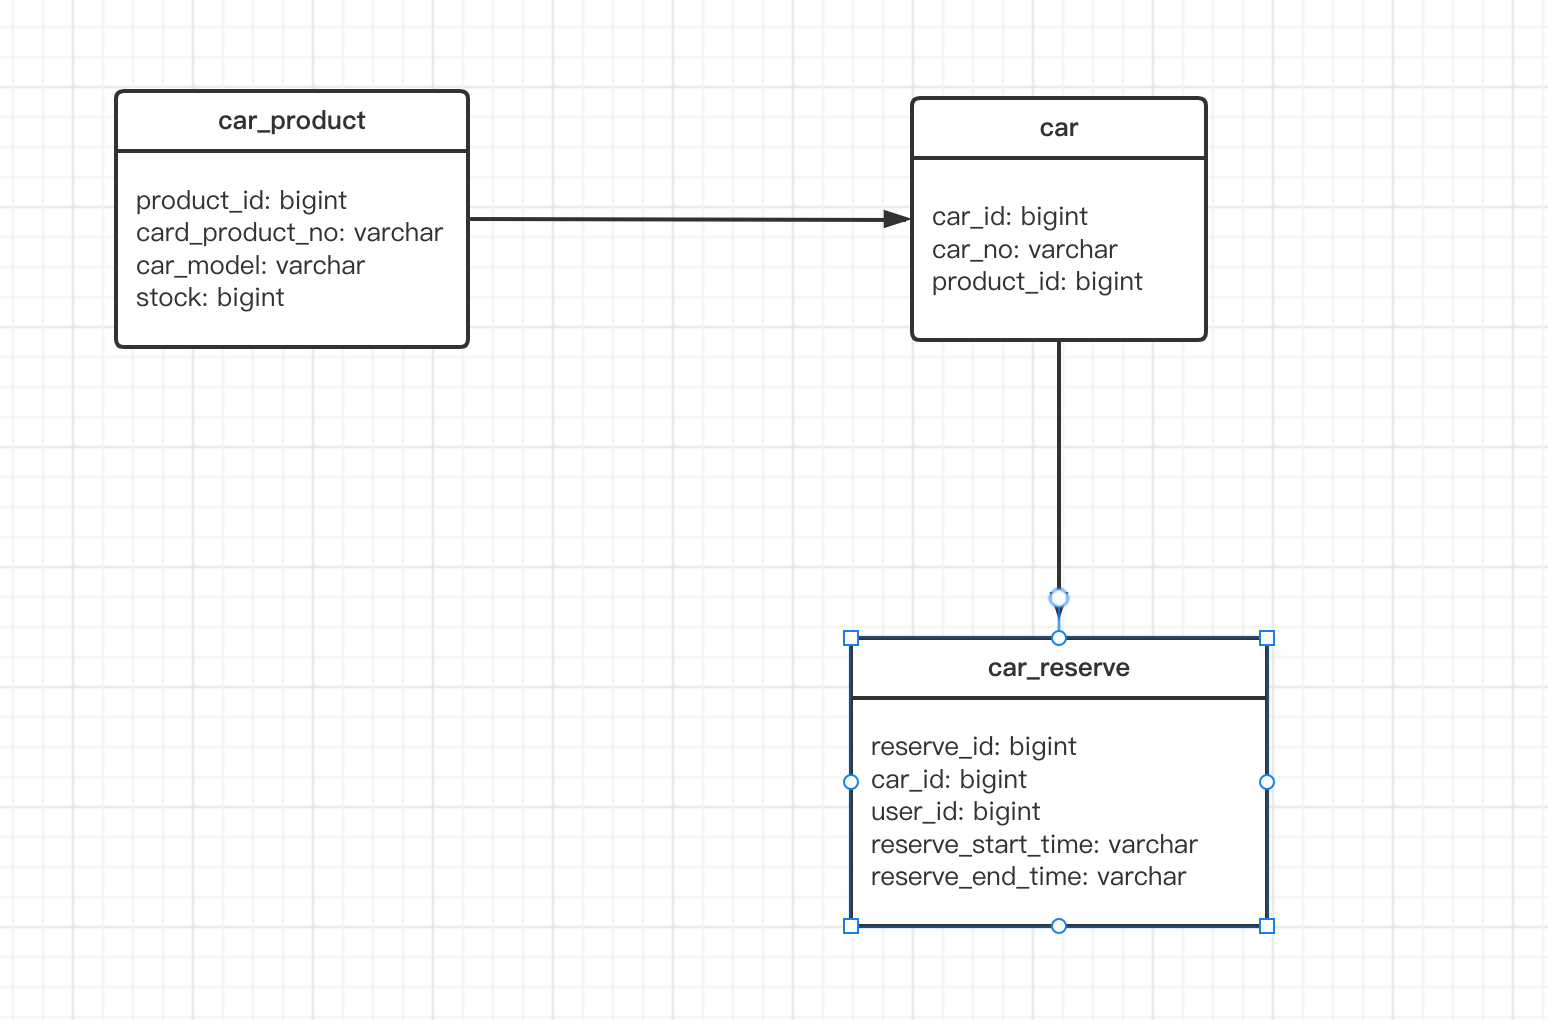 car_product
product_id: bigint
card_product_no: varchar
car_model: varchar
stock: bigint
car
car_id: bigint
car_no: varchar
product_id: bigint
car_reserve
reserve_id: bigint
car_id: bigint
user_id: bigint
reserve_start_time: varchar
reserve_end_time: varchar